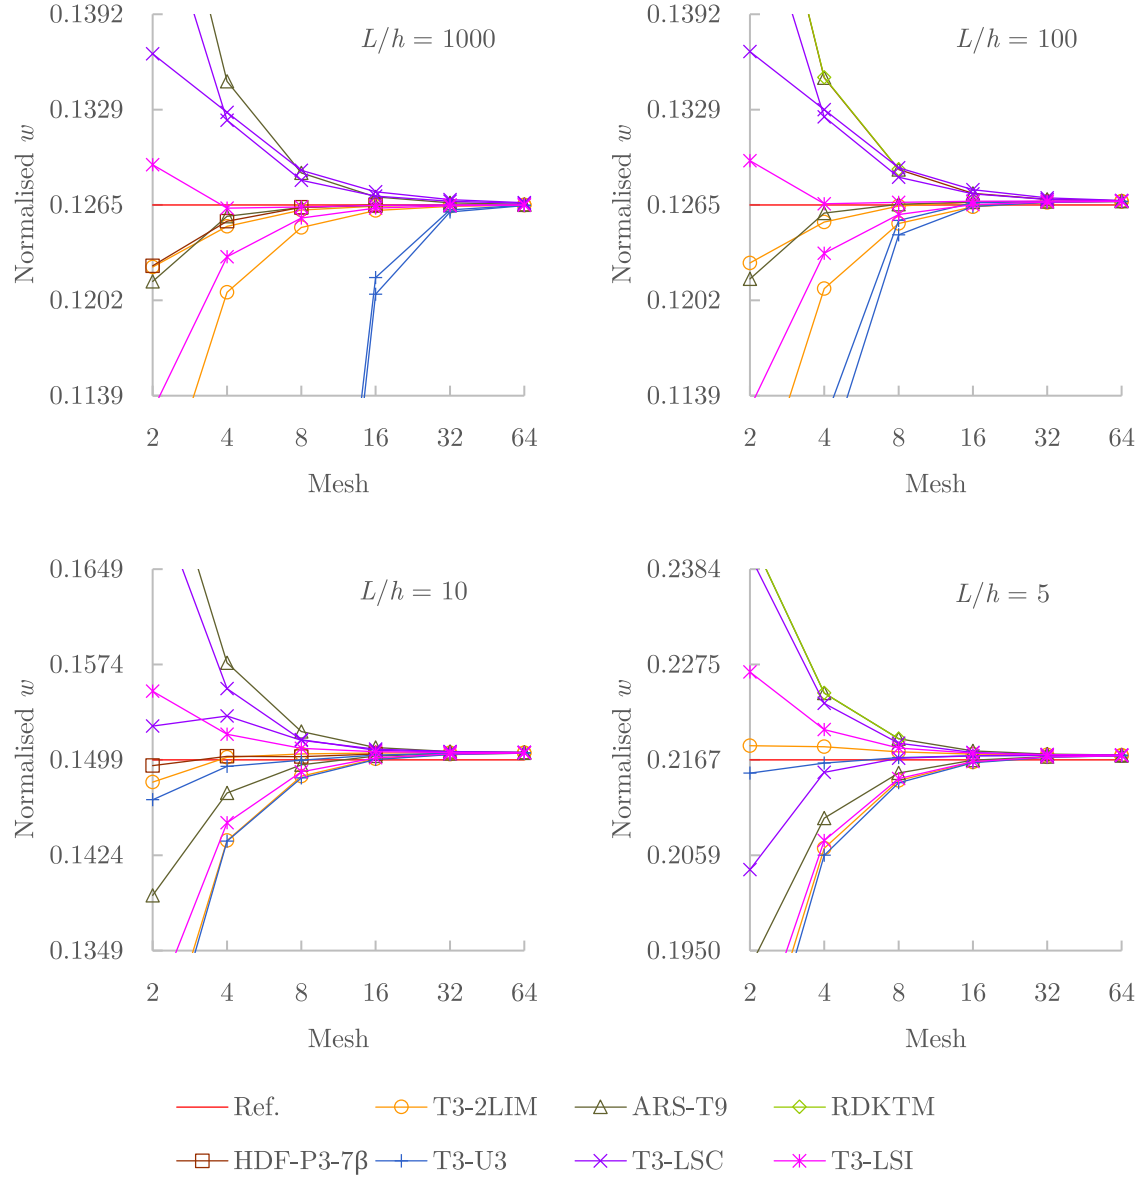 0.1392
0.1329
0.1265
0.1202
0.1139
Normalised w
L/h = 1000
2 4 8 16 32 64
Mesh
0.1392
0.1329
0.1265
0.1202
0.1139
Normalised w
L/h = 100
2 4 8 16 32 64
Mesh
0.1649
0.1574
0.1499
0.1424
0.1349
Normalised w
L/h = 10
2 4 8 16 32 64
Mesh
0.2384
0.2275
0.2167
0.2059
0.1950
Normalised w
L/h = 5
2 4 8 16 32 64
Mesh
Ref. T3-2LIM ARS-T9 RDKTM
HDF-P3-7β T3-U3 T3-LSC T3-LSI